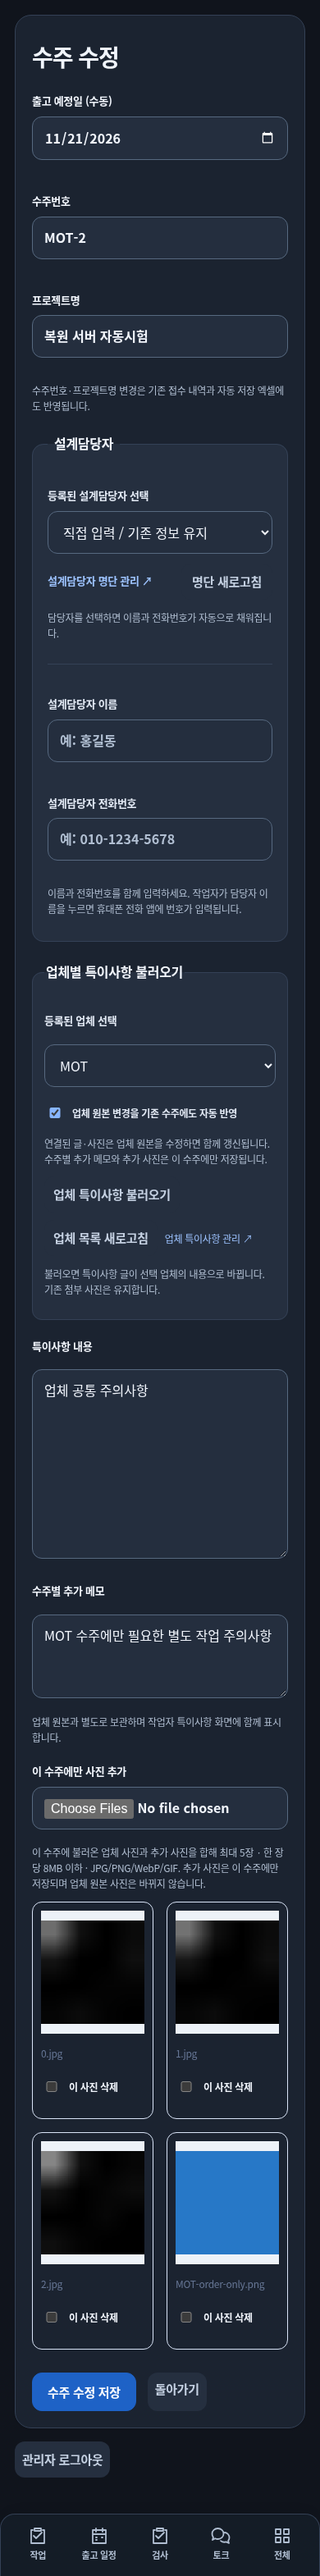 수주 수정
출고 예정일 (수동)
11/21/2026
수주번호
MOT-2
프로젝트명
복원 서버 자동시험
수주번호·프로젝트명 변경은 기존 접수 내역과 자동 저장 엑셀에
도 반영됩니다.
설계담당자
등록된 설계담당자 선택
직접 입력 / 기존 정보 유지
설계담당자 명단 관리 ↗ 명단 새로고침
담당자를 선택하면 이름과 전화번호가 자동으로 채워집니
다.
설계담당자 이름
예: 홍길동
설계담당자 전화번호
예: 010-1234-5678
이름과 전화번호를 함께 입력하세요. 작업자가 담당자 이
름을 누르면 휴대폰 전화 앱에 번호가 입력됩니다.
업체별 특이사항 불러오기
등록된 업체 선택
MOT
업체 원본 변경을 기존 수주에도 자동 반영
연결된 글·사진은 업체 원본을 수정하면 함께 갱신됩니다.
수주별 추가 메모와 추가 사진은 이 수주에만 저장됩니다.
업체 특이사항 불러오기
업체 목록 새로고침 업체 특이사항 관리 ↗
불러오면 특이사항 글이 선택 업체의 내용으로 바뀝니다.
기존 첨부 사진은 유지합니다.
특이사항 내용
업체 공통 주의사항
수주별 추가 메모
MOT 수주에만 필요한 별도 작업 주의사항
업체 원본과 별도로 보관하며 작업자 특이사항 화면에 함께 표시
합니다.
이 수주에만 사진 추가
Choose Files No file chosen
이 수주에 불러온 업체 사진과 추가 사진을 합해 최대 5장 · 한 장
당 8MB 이하 · JPG/PNG/WebP/GIF. 추가 사진은 이 수주에만
저장되며 업체 원본 사진은 바뀌지 않습니다.
0.jpg 1.jpg
이 사진 삭제 이 사진 삭제
2.jpg MOT-order-only.png
이 사진 삭제 이 사진 삭제
수주 수정 저장 돌아가기
관리자 로그아웃
작업 출고 일정 검사 토크 전체